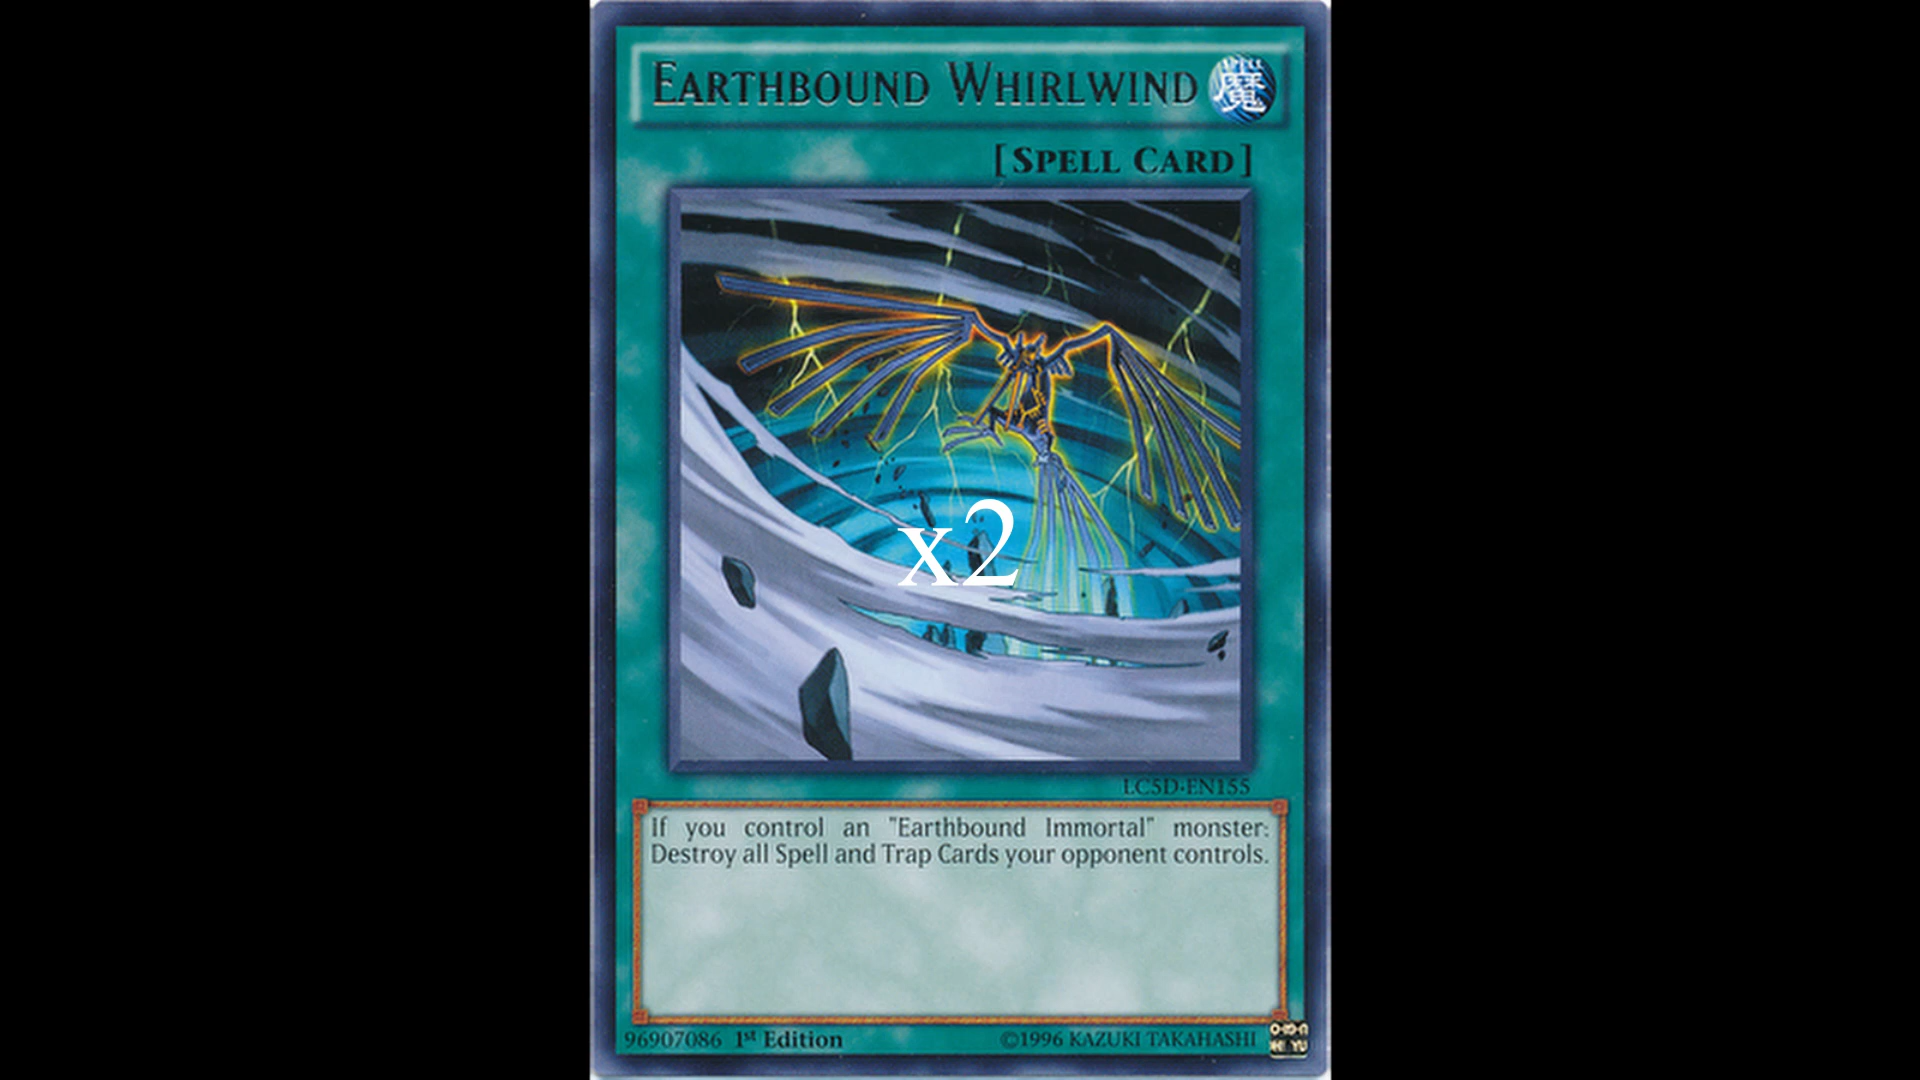 EARTHBOUND WHIRLWIND
SPELL
魔
[SPELL CARD]
x2
LC5D-EN155
If you control an "Earthbound Immortal" monster:
Destroy all Spell and Trap Cards your opponent controls.
96907086 1st Edition
©1996 KAZUKI TAKAHASHI